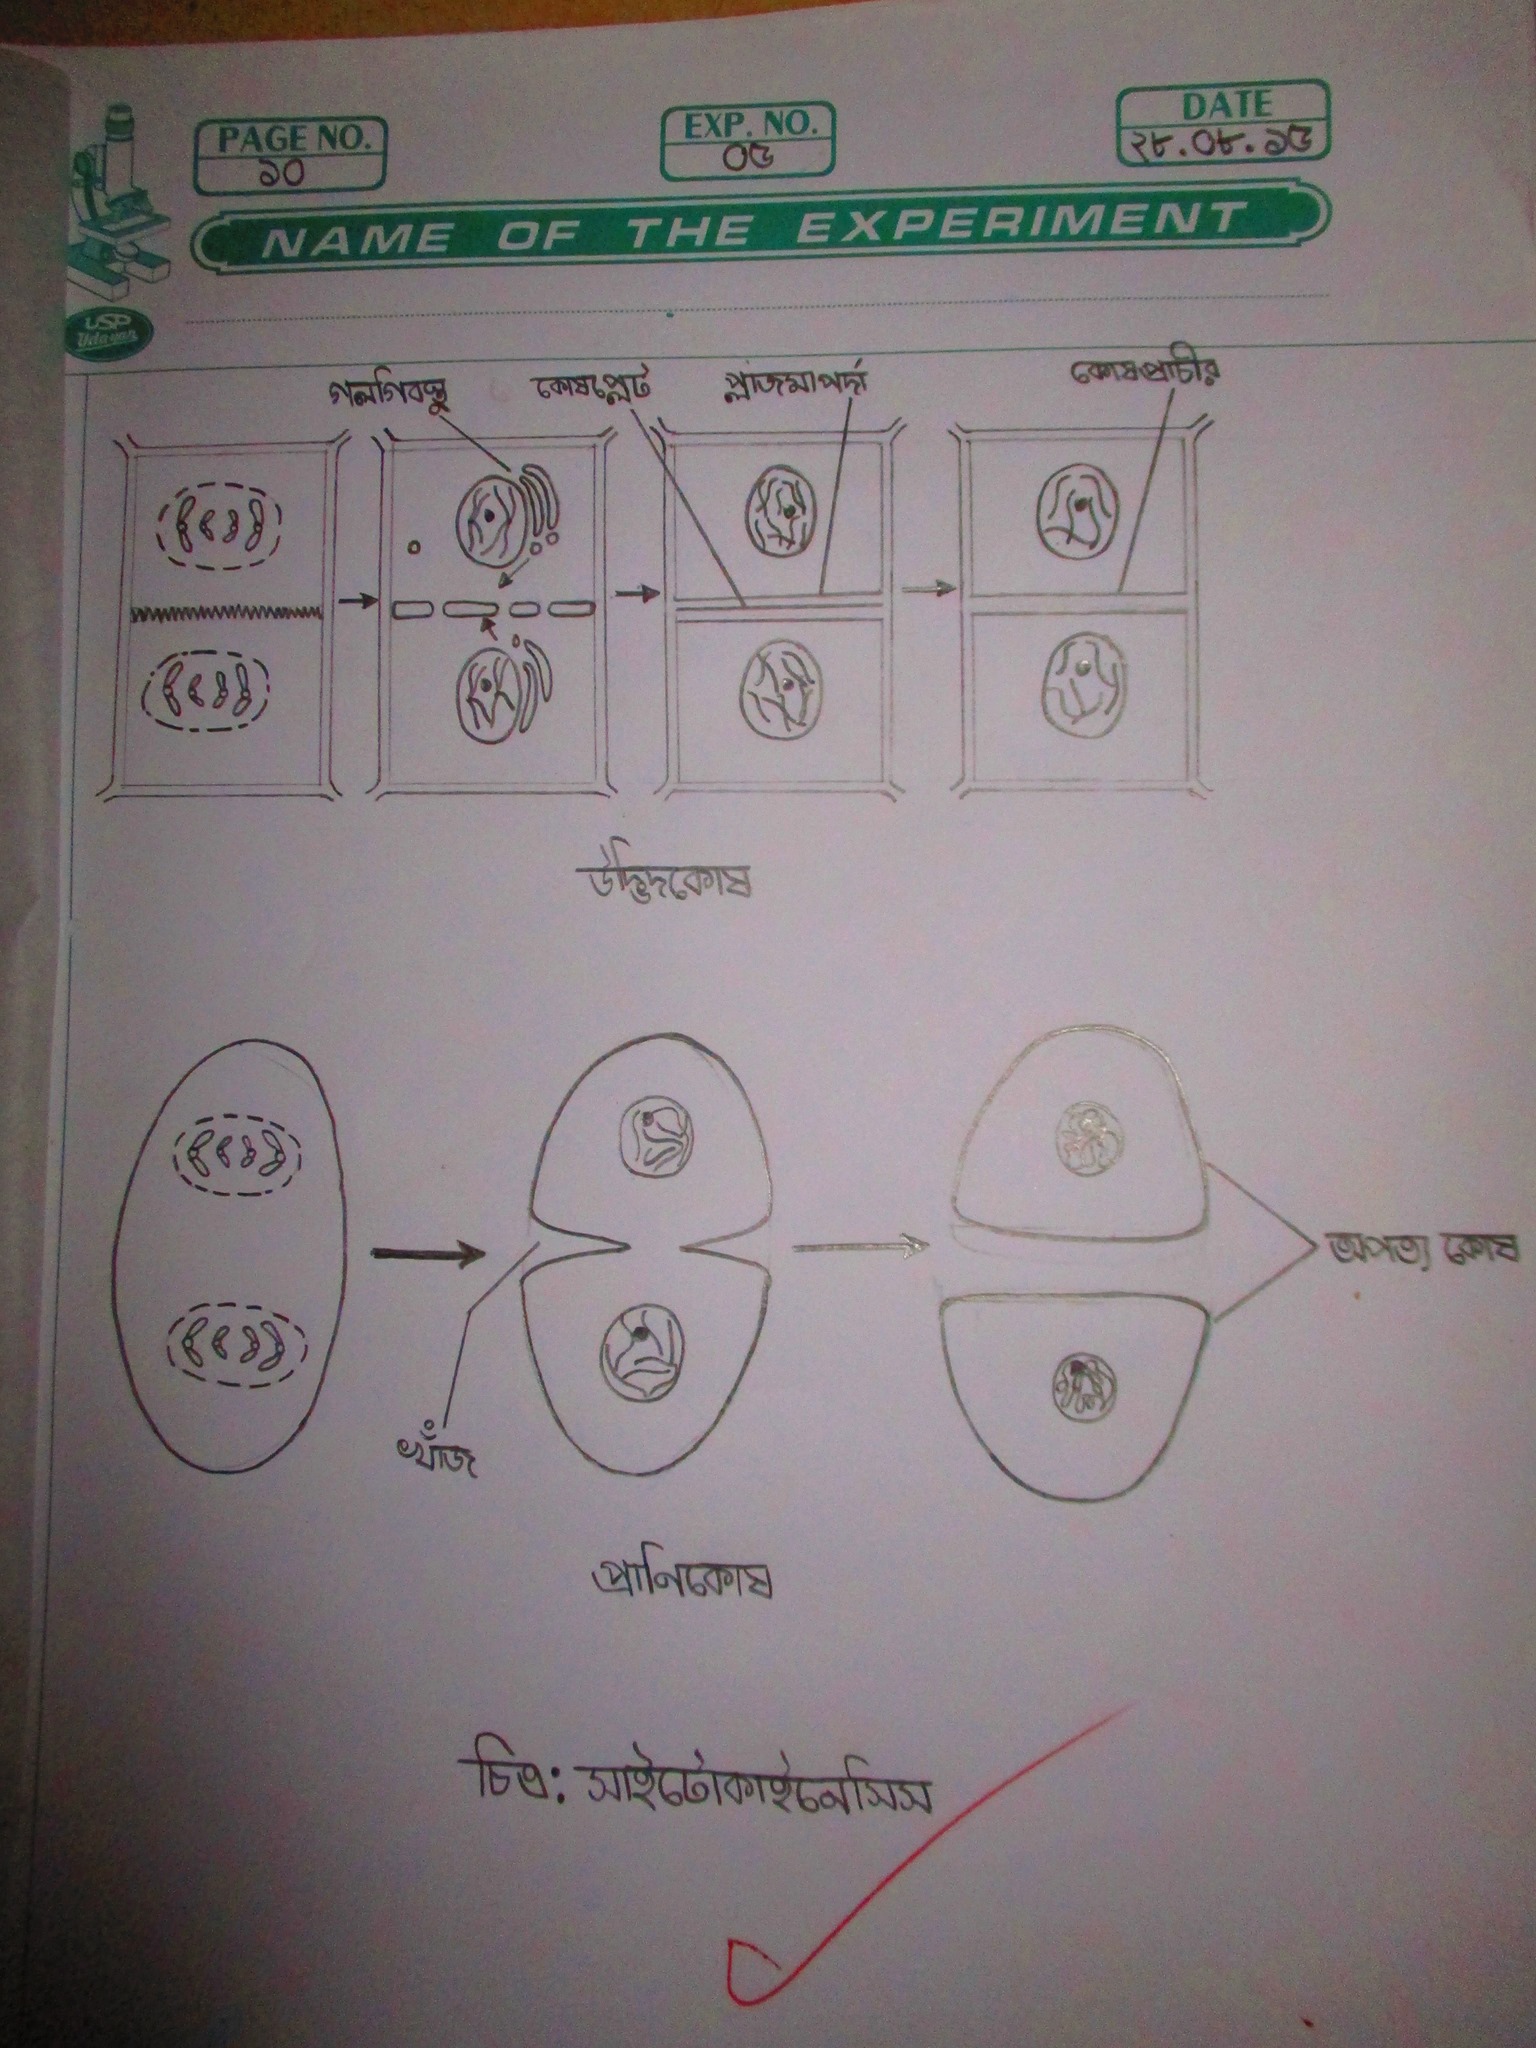 PAGE NO.
১০
EXP. NO.
০৫
DATE
২৮.০৮.১৫
NAME OF THE EXPERIMENT
USP
Udayan
গলগিবস্তু
কোষপ্লেট
প্লাজমাপর্দা
কোষপ্রাচীর
উদ্ভিদকোষ
অপত্য কোষ
খাঁজ
প্রানিকোষ
চিত্র: সাইটোকাইনেসিস